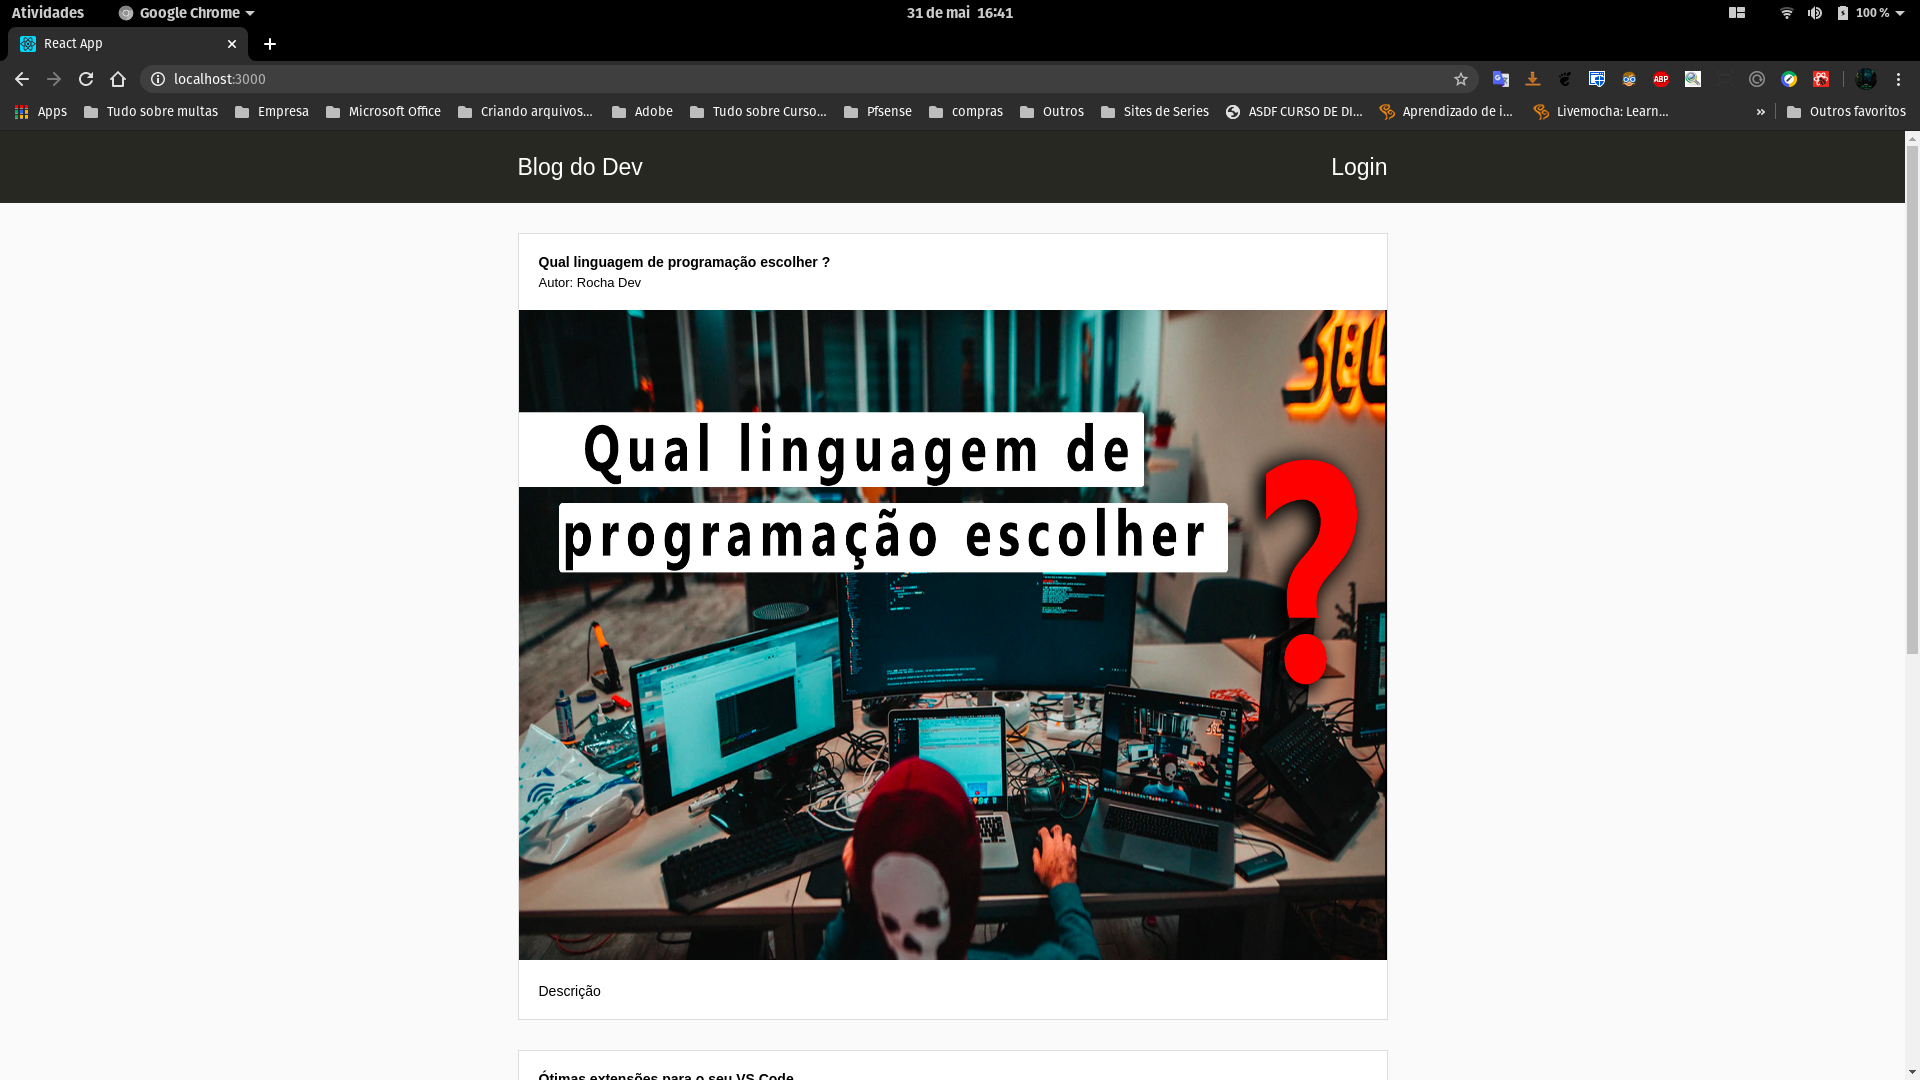 Atividades
Google Chrome
31 de mai 16:41
100 %
React App
localhost:3000
Apps
Tudo sobre multas
Empresa
Microsoft Office
Criando arquivos...
Adobe
Tudo sobre Curso...
Pfsense
compras
Outros
Sites de Series
ASDF CURSO DE DI...
Aprendizado de i...
Livemocha: Learn...
»
Outros favoritos
Blog do Dev
Login
Qual linguagem de programação escolher ?
Autor: Rocha Dev
Qual linguagem de
programação escolher
?
Descrição
Ótimas extensões para o seu VS Code